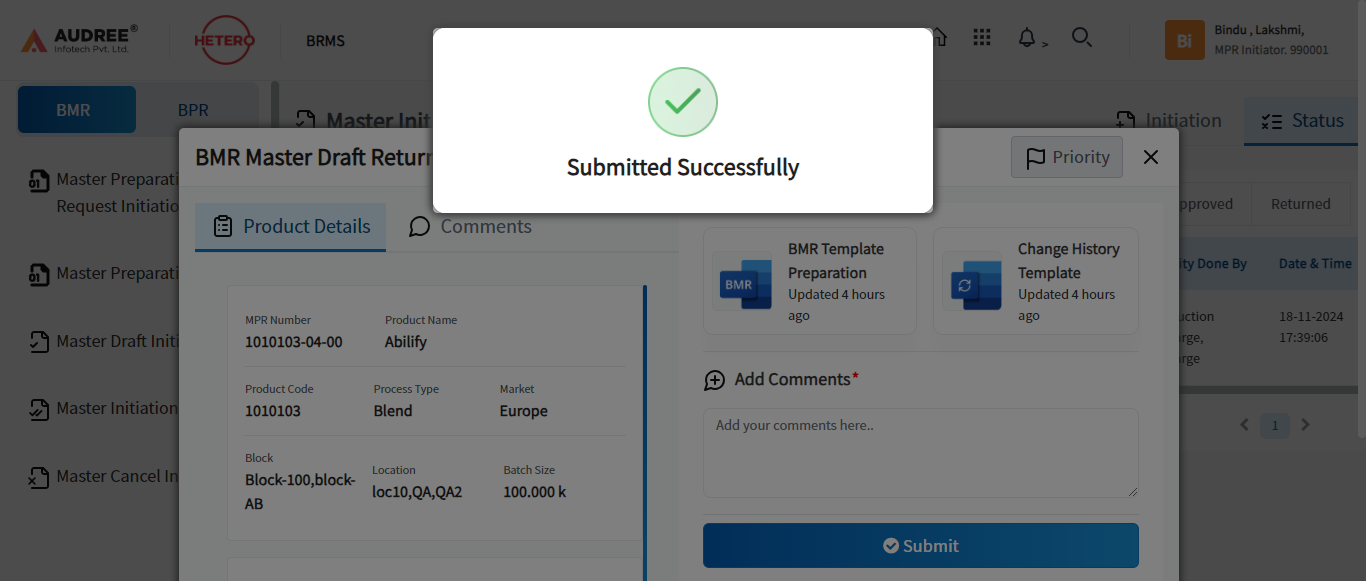 AUDREE®
Infotech Pvt. Ltd.
HETERO
BRMS
>
Bi
Bindu , Lakshmi,
MPR Initiator. 990001
Submitted Successfully
BMR
BPR
Master Init
Initiation
Status
Master Preparati
Request Initiatio
Master Preparati
Master Draft Initi
Master Initiation
Master Cancel In
BMR Master Draft Return
Priority
Product Details
Comments
MPR Number
Product Name
1010103-04-00
Abilify
Product Code
Process Type
Market
1010103
Blend
Europe
Block
Location
Batch Size
Block-100,block-
AB
loc10,QA,QA2
100.000 k
BMR
BMR Template
Preparation
Updated 4 hours
ago
Change History
Template
Updated 4 hours
ago
Add Comments*
Add your comments here..
Submit
pproved
Returned
ity Done By
Date & Time
uction
arge,
arge
18-11-2024
17:39:06
1